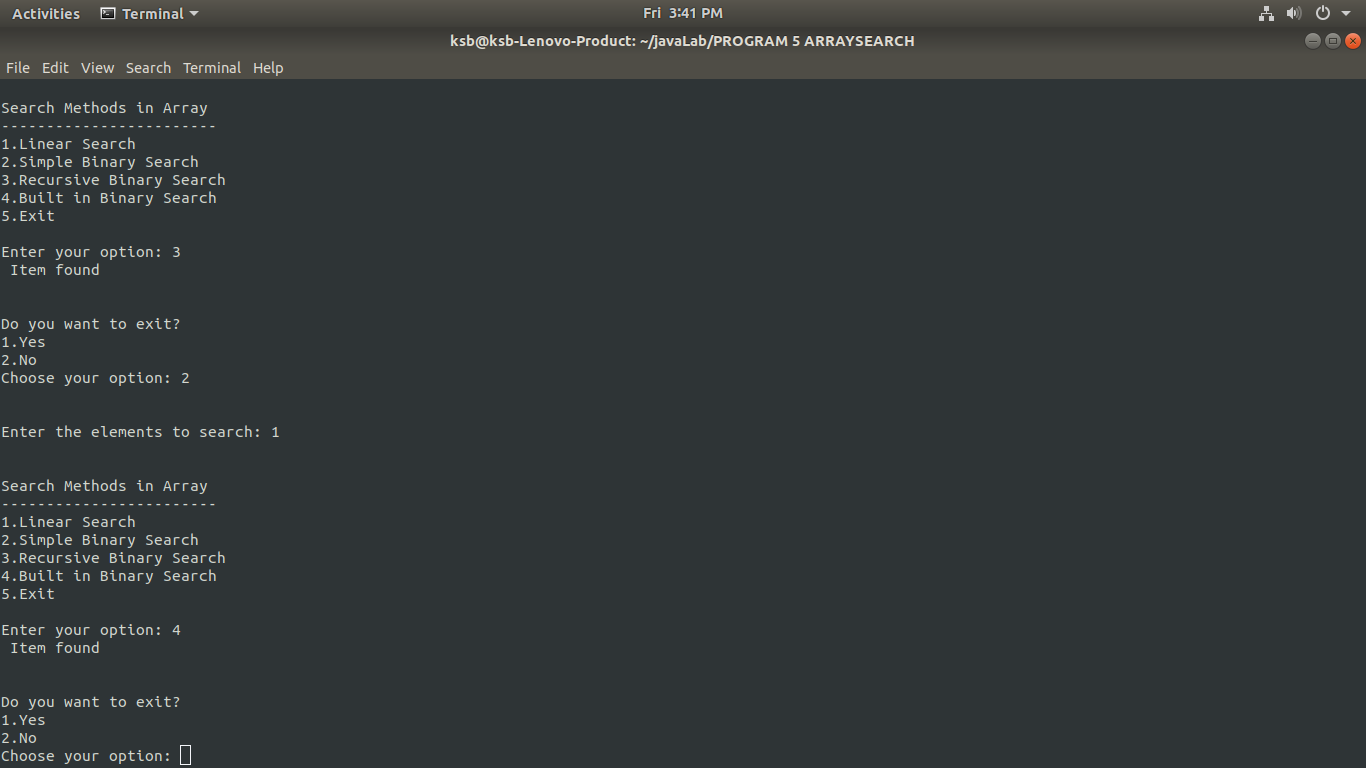 Activities Terminal Fri 3:41 PM
ksb@ksb-Lenovo-Product: ~/javaLab/PROGRAM 5 ARRAYSEARCH
File Edit View Search Terminal Help
Search Methods in Array
------------------------
1.Linear Search
2.Simple Binary Search
3.Recursive Binary Search
4.Built in Binary Search
5.Exit
Enter your option: 3
Item found
Do you want to exit?
1.Yes
2.No
Choose your option: 2
Enter the elements to search: 1
Search Methods in Array
------------------------
1.Linear Search
2.Simple Binary Search
3.Recursive Binary Search
4.Built in Binary Search
5.Exit
Enter your option: 4
Item found
Do you want to exit?
1.Yes
2.No
Choose your option: